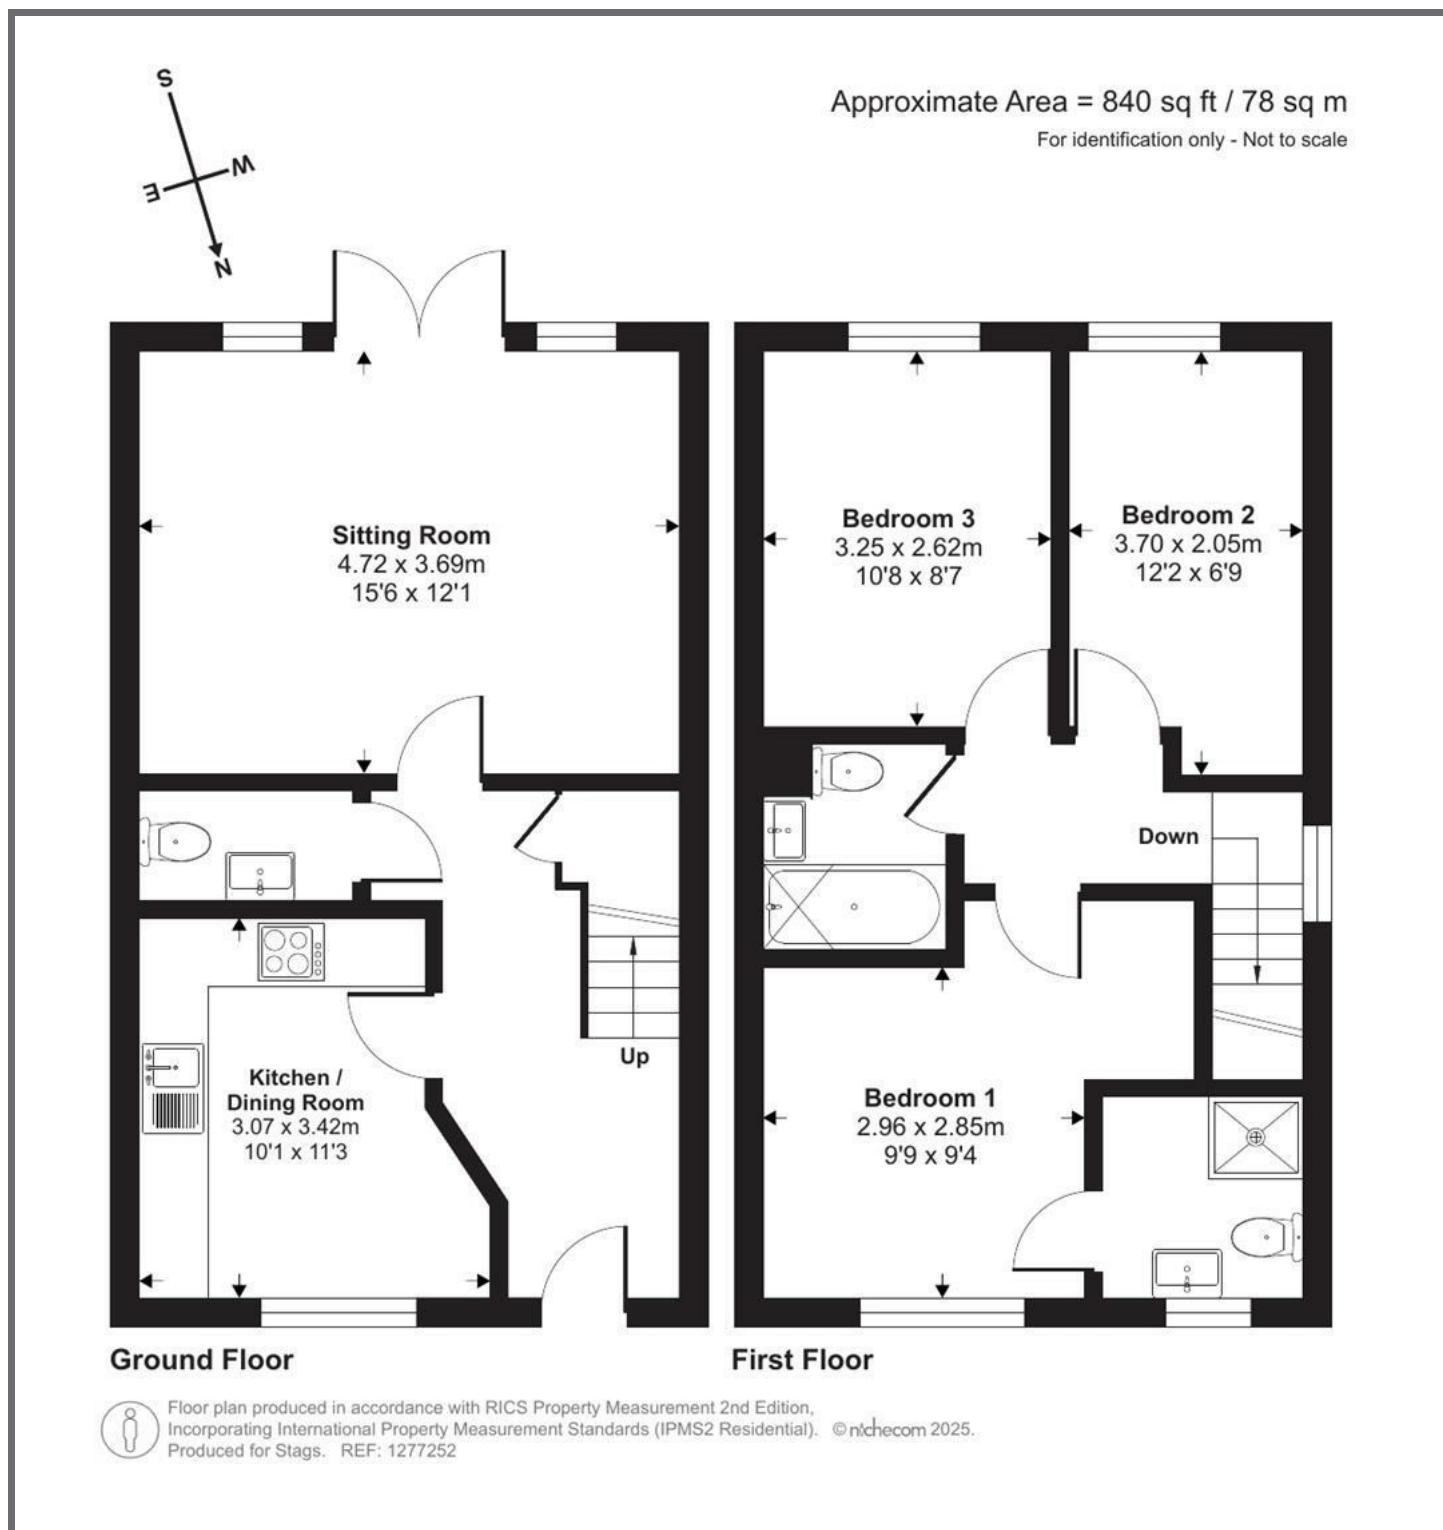 S
W
E
N
Approximate Area = 840 sq ft / 78 sq m
For identification only - Not to scale
Sitting Room
4.72 x 3.69m
15'6 x 12'1
Bedroom 3
3.25 x 2.62m
10'8 x 8'7
Bedroom 2
3.70 x 2.05m
12'2 x 6'9
Down
Up
Kitchen /
Dining Room
3.07 x 3.42m
10'1 x 11'3
Bedroom 1
2.96 x 2.85m
9'9 x 9'4
Ground Floor
First Floor
Floor plan produced in accordance with RICS Property Measurement 2nd Edition,
Incorporating International Property Measurement Standards (IPMS2 Residential). © nichecom 2025.
Produced for Stags. REF: 1277252